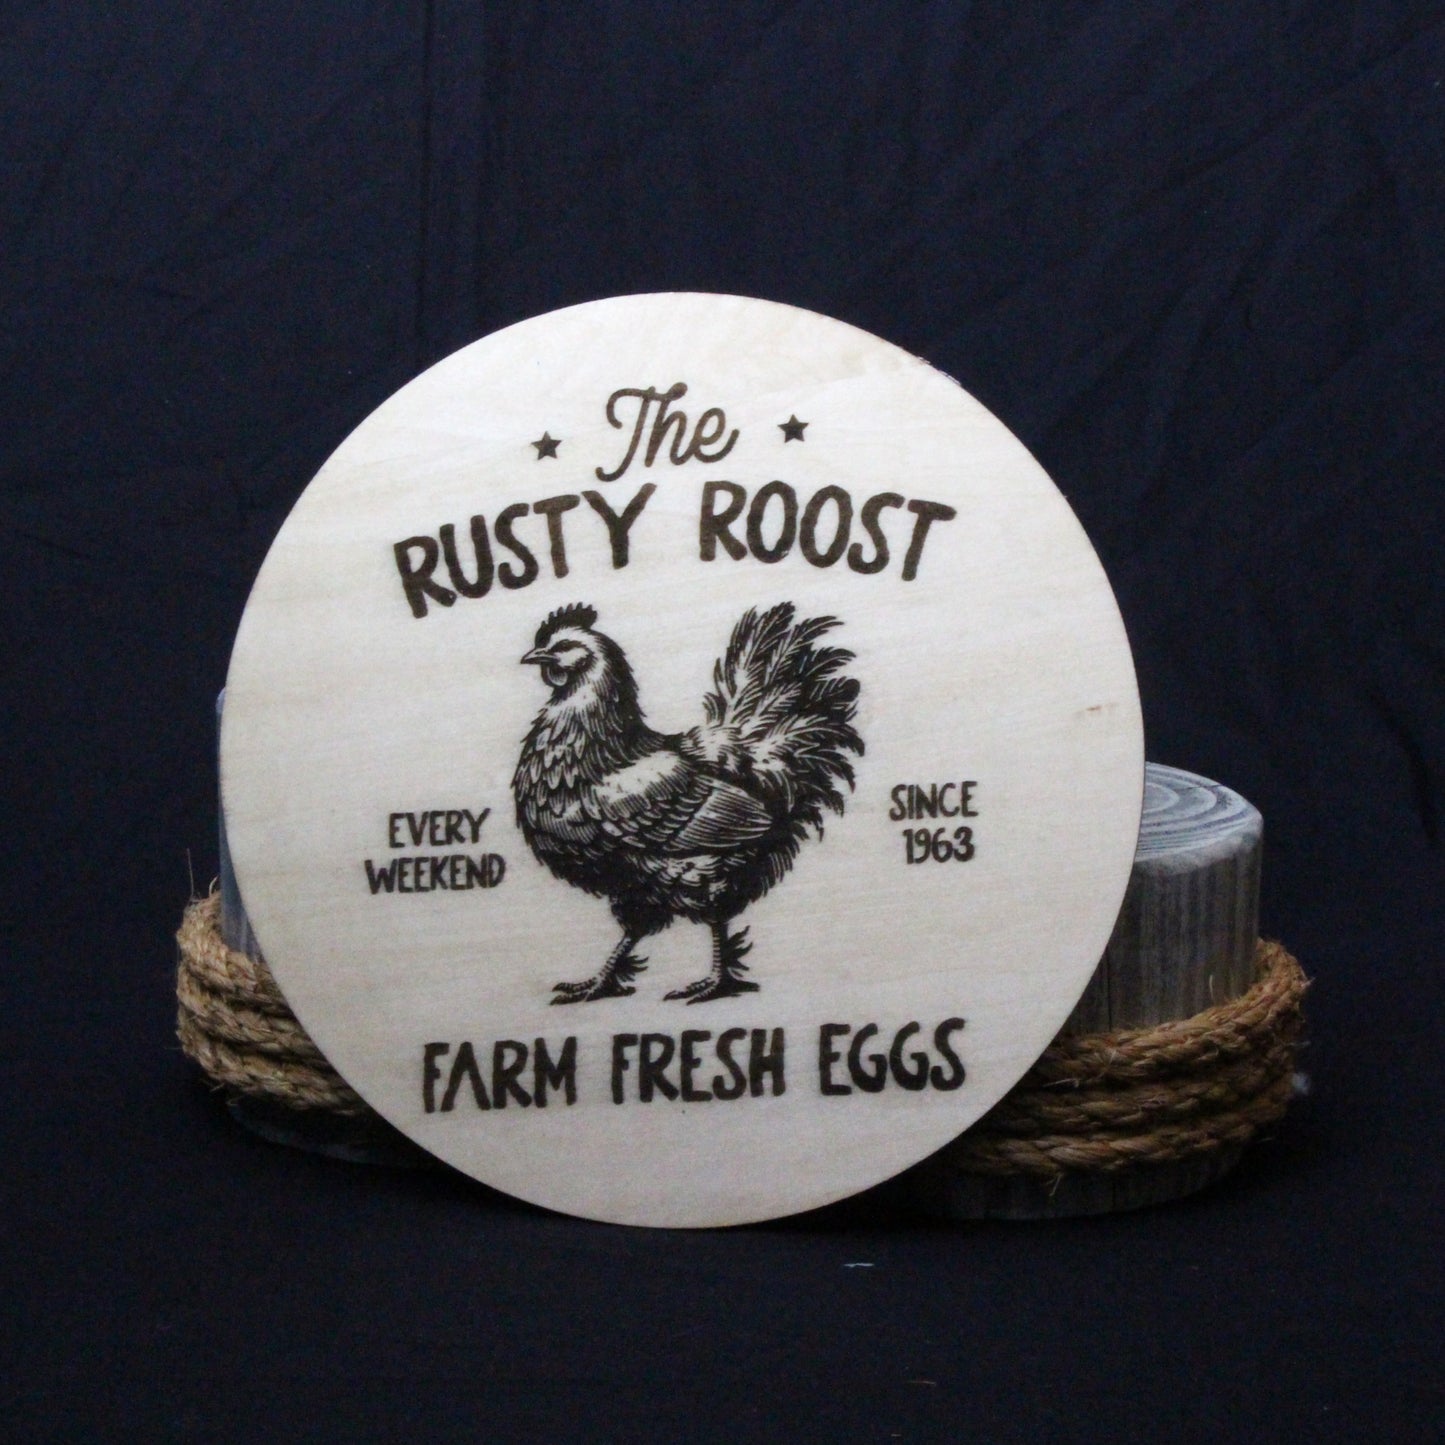 The
RUSTY ROOST
EVERY
WEEKEND
SINCE
1963
FARM FRESH EGGS